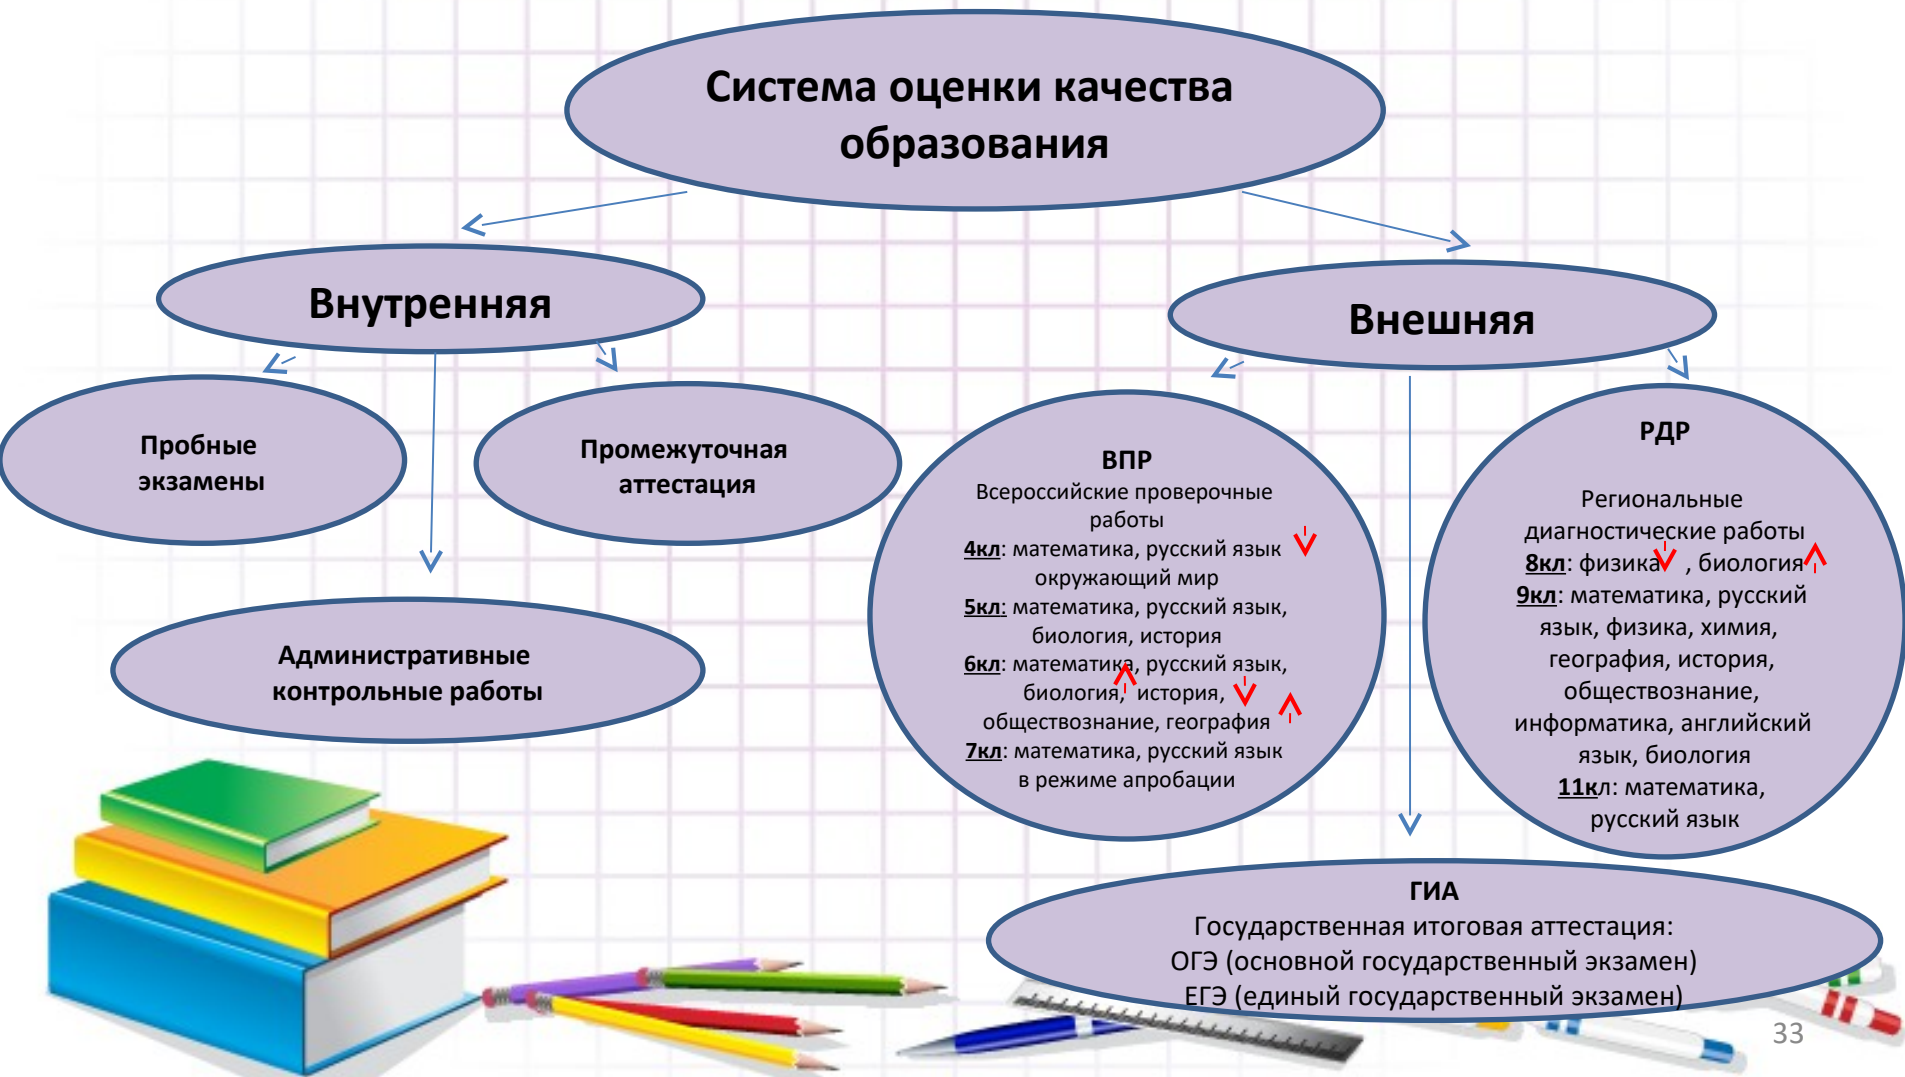 Система оценки качества
образования
Внутренняя
Внешняя
Пробные
экзамены
Промежуточная
аттестация
Административные
контрольные работы
ВПР
Всероссийские проверочные
работы
4кл: математика, русский язык
окружающий мир
5кл: математика, русский язык,
биология, история
6кл: математика, русский язык,
биология, история,
обществознание, география
7кл: математика, русский язык
в режиме апробации
РДР
Региональные
диагностические работы
8кл: физика , биология
9кл: математика, русский
язык, физика, химия,
география, история,
обществознание,
информатика, английский
язык, биология
11кл: математика,
русский язык
ГИА
Государственная итоговая аттестация:
ОГЭ (основной государственный экзамен)
ЕГЭ (единый государственный экзамен)
33